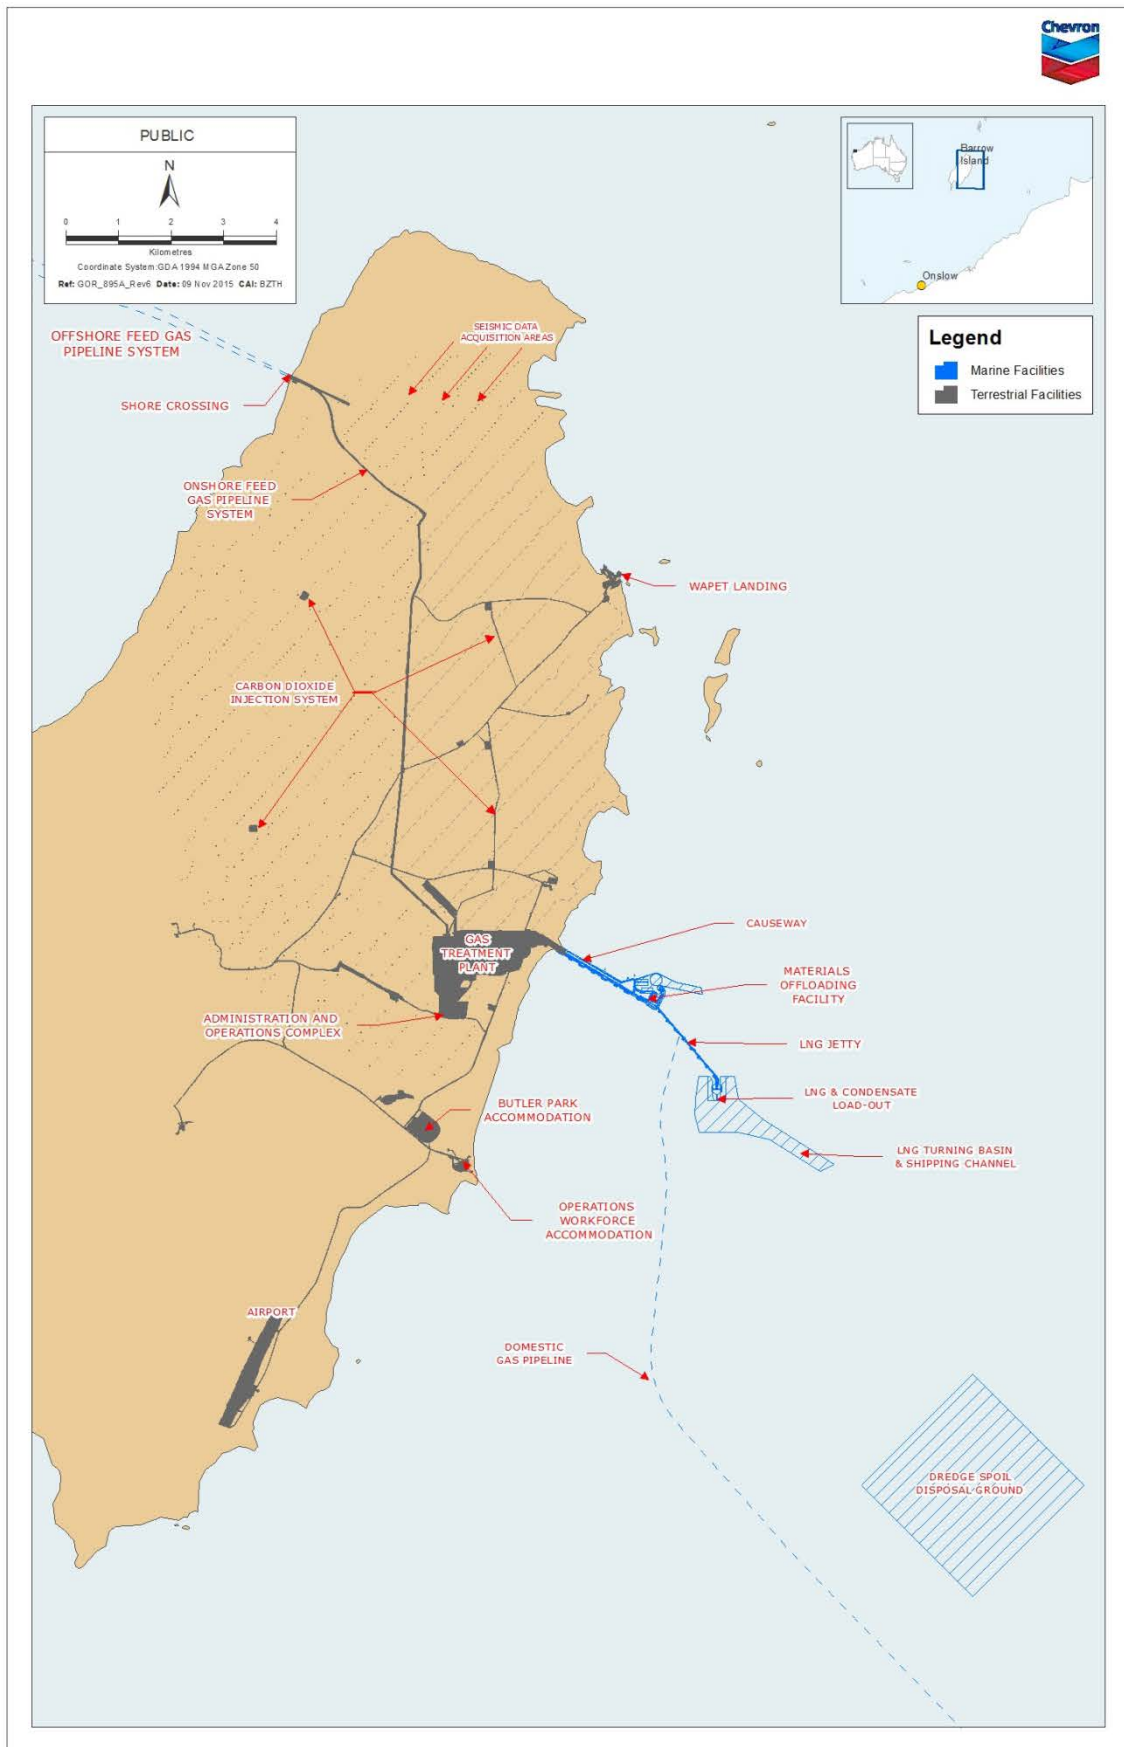 Chevron
PUBLIC
N
0 1 2 3 4
Kilometres
Coordinate System:GDA 1994 MGA Zone 50
Ref: GOR_895A_Rev6 Date: 09 Nov 2015 CAI: BZTH
Barrow
Island
Onslow
Legend
Marine Facilities
Terrestrial Facilities
OFFSHORE FEED GAS
PIPELINE SYSTEM
SEISMIC DATA
ACQUISITION AREAS
SHORE CROSSING
ONSHORE FEED
GAS PIPELINE
SYSTEM
WAPET LANDING
CARBON DIOXIDE
INJECTION SYSTEM
CAUSEWAY
GAS
TREATMENT
PLANT
MATERIALS
OFFLOADING
FACILITY
ADMINISTRATION AND
OPERATIONS COMPLEX
LNG JETTY
LNG & CONDENSATE
LOAD-OUT
BUTLER PARK
ACCOMMODATION
LNG TURNING BASIN
& SHIPPING CHANNEL
OPERATIONS
WORKFORCE
ACCOMMODATION
AIRPORT
DOMESTIC
GAS PIPELINE
DREDGE SPOIL
DISPOSAL GROUND